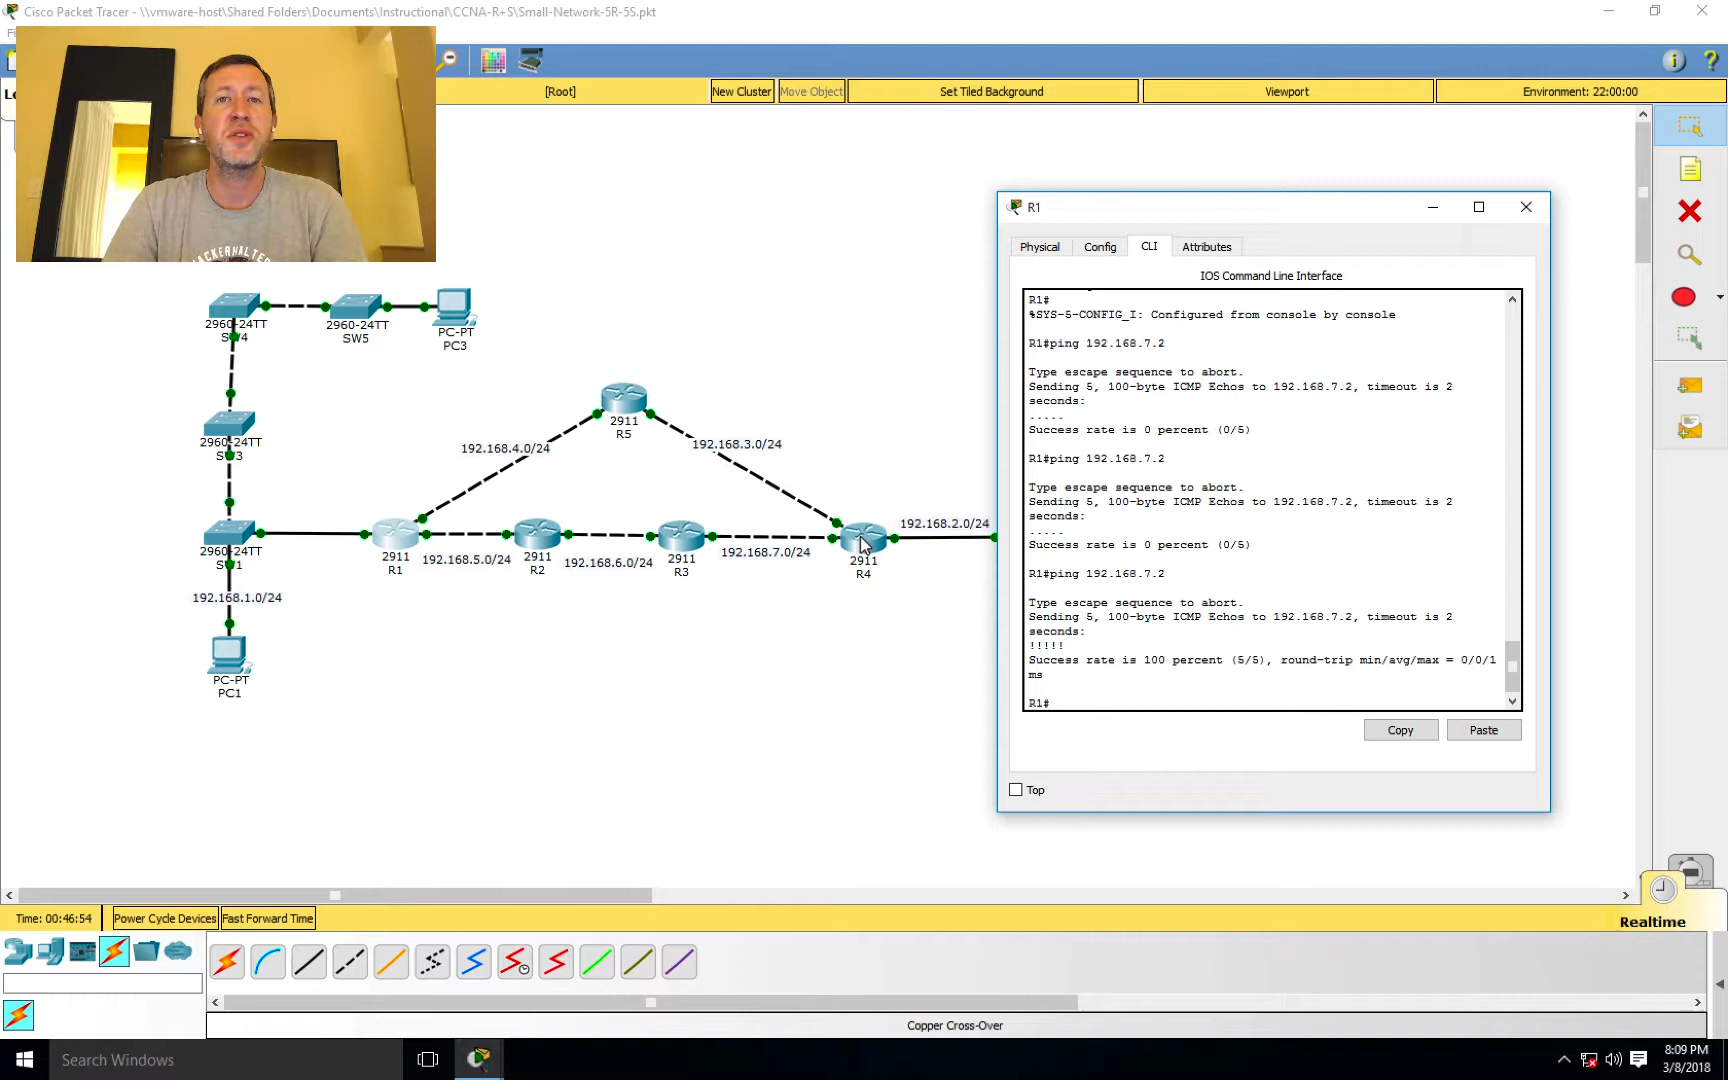 Cisco Packet Tracer - \\vmware-host\Shared Folders\Documents\Instructional\CCNA-R+S\Small-Network-5R-5S.pkt
[Root]
New Cluster
Move Object
Set Tiled Background
Viewport
Environment: 22:00:00
R1
Physical
Config
CLI
Attributes
IOS Command Line Interface
R1#
%SYS-5-CONFIG_I: Configured from console by console
R1#ping 192.168.7.2
Type escape sequence to abort.
Sending 5, 100-byte ICMP Echos to 192.168.7.2, timeout is 2
seconds:
.....
Success rate is 0 percent (0/5)
R1#ping 192.168.7.2
Type escape sequence to abort.
Sending 5, 100-byte ICMP Echos to 192.168.7.2, timeout is 2
seconds:
.....
Success rate is 0 percent (0/5)
R1#ping 192.168.7.2
Type escape sequence to abort.
Sending 5, 100-byte ICMP Echos to 192.168.7.2, timeout is 2
seconds:
!!!!!
Success rate is 100 percent (5/5), round-trip min/avg/max = 0/0/1
ms
R1#
Copy
Paste
Top
2960-24TT
SW4
2960-24TT
SW5
PC-PT
PC3
2960-24TT
SW3
2911
R5
192.168.4.0/24
192.168.3.0/24
2960-24TT
SW1
2911
R1
192.168.5.0/24
2911
R2
192.168.6.0/24
2911
R3
192.168.7.0/24
2911
R4
192.168.2.0/24
192.168.1.0/24
PC-PT
PC1
Time: 00:46:54
Power Cycle Devices
Fast Forward Time
Realtime
Copper Cross-Over
Search Windows
8:09 PM
3/8/2018